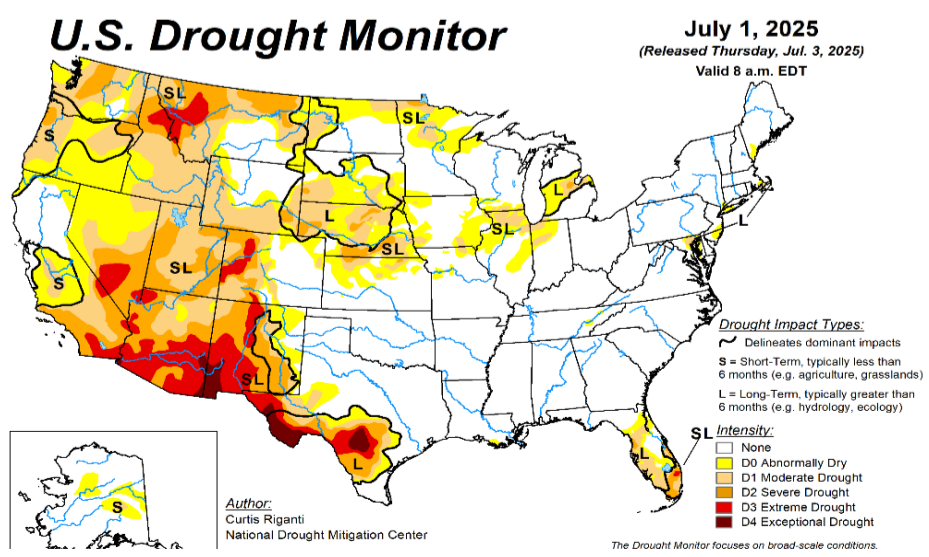 U.S. Drought Monitor
July 1, 2025
(Released Thursday, Jul. 3, 2025)
Valid 8 a.m. EDT
SL
SL
S
L
L
SL
SL
L
SL
S
SL
L
L
SL
S
Drought Impact Types:
Delineates dominant impacts
S = Short-Term, typically less than
6 months (e.g. agriculture, grasslands)
L = Long-Term, typically greater than
6 months (e.g. hydrology, ecology)
Intensity:
None
D0 Abnormally Dry
D1 Moderate Drought
D2 Severe Drought
D3 Extreme Drought
D4 Exceptional Drought
Author:
Curtis Riganti
National Drought Mitigation Center
The Drought Monitor focuses on broad-scale conditions.